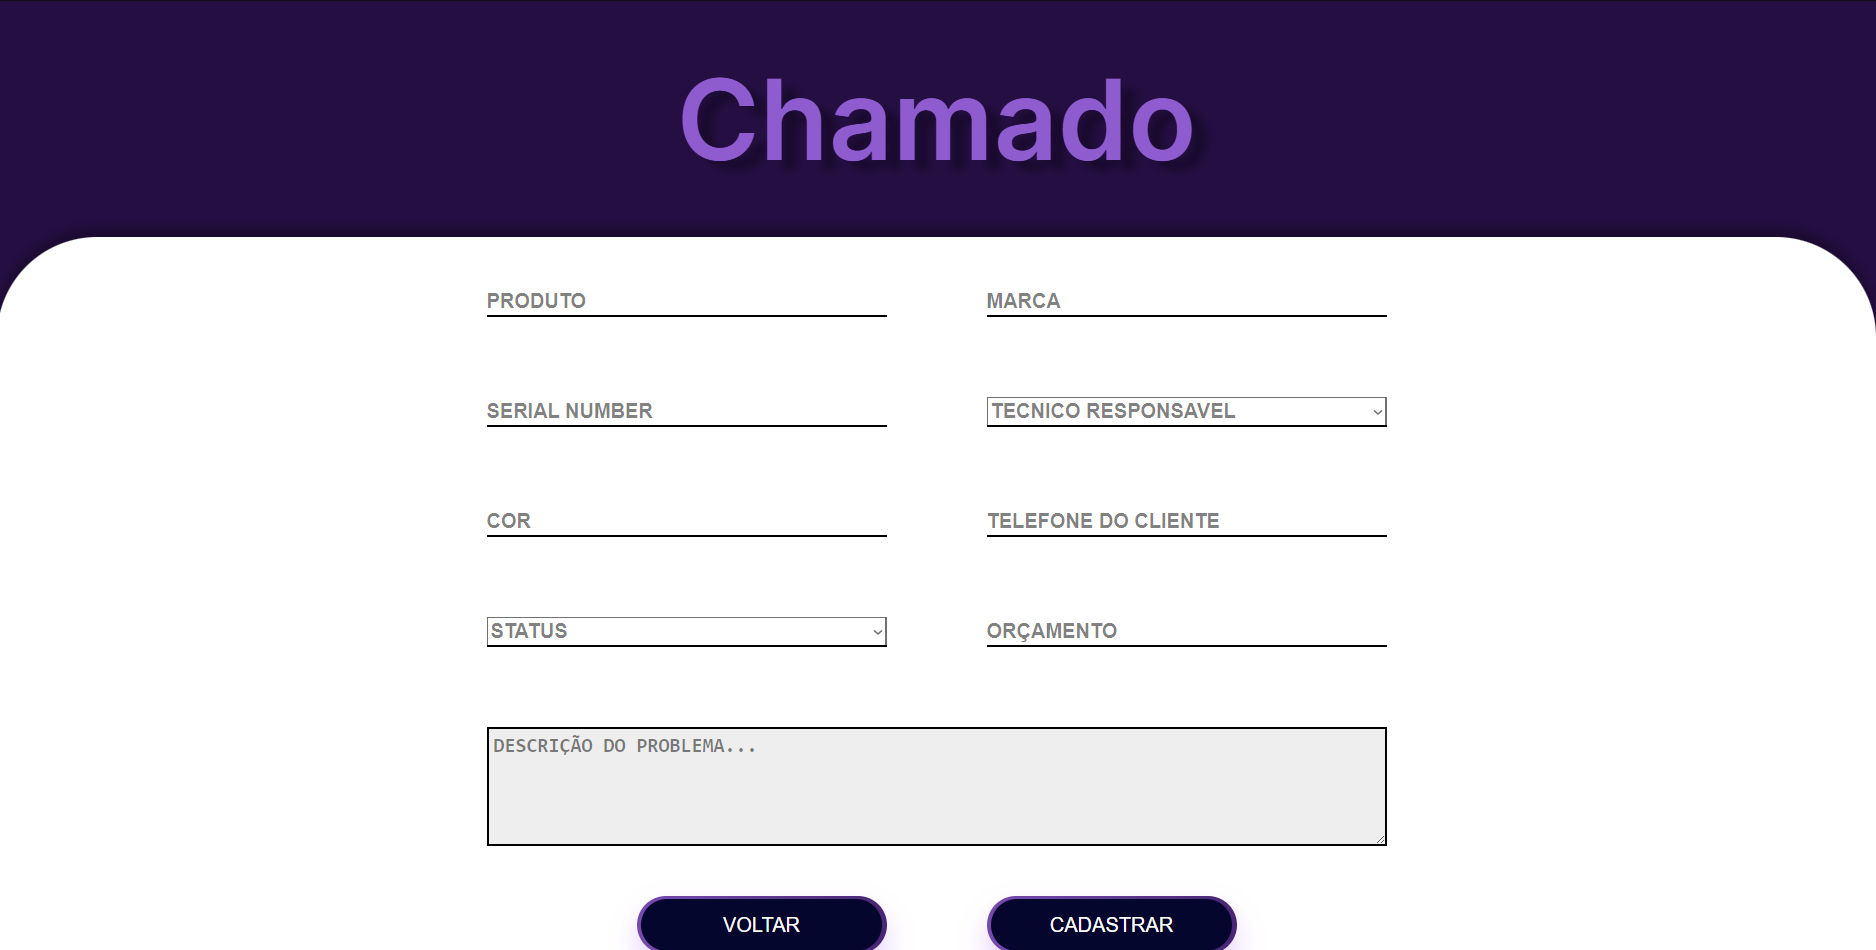 Chamado
PRODUTO
MARCA
SERIAL NUMBER
TECNICO RESPONSAVEL
COR
TELEFONE DO CLIENTE
STATUS
ORÇAMENTO
DESCRIÇÃO DO PROBLEMA...
VOLTAR
CADASTRAR